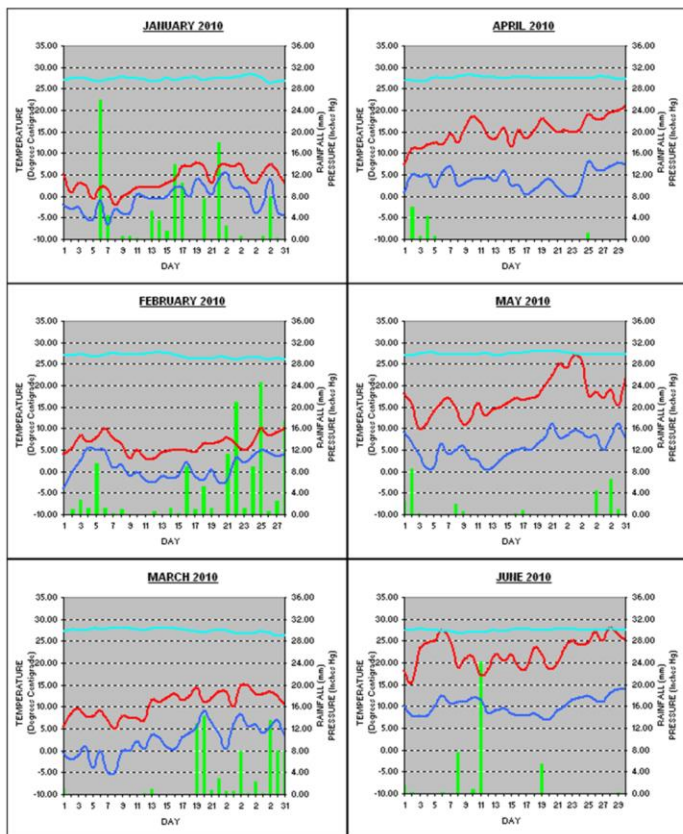 JANUARY 2010
TEMPERATURE
(Degrees Centigrade)
35.00
30.00
25.00
20.00
15.00
10.00
5.00
0.00
-5.00
-10.00
36.00
32.00
28.00
24.00
20.00
16.00
12.00
8.00
4.00
0.00
RAINFALL (mm)
PRESSURE (Inches Hg)
1 3 5 7 9 11 13 15 17 19 21 2 2 2 2 31
DAY
APRIL 2010
TEMPERATURE
(Degrees Centigrade)
35.00
30.00
25.00
20.00
15.00
10.00
5.00
0.00
-5.00
-10.00
36.00
32.00
28.00
24.00
20.00
16.00
12.00
8.00
4.00
0.00
RAINFALL (mm)
PRESSURE (Inches Hg)
1 3 5 7 9 11 13 15 17 19 21 23 25 27 29
DAY
FEBRUARY 2010
TEMPERATURE
(Degrees Centigrade)
35.00
30.00
25.00
20.00
15.00
10.00
5.00
0.00
-5.00
-10.00
36.00
32.00
28.00
24.00
20.00
16.00
12.00
8.00
4.00
0.00
RAINFALL (mm)
PRESSURE (Inches Hg)
1 3 5 7 9 11 13 15 17 19 21 23 25 27
DAY
MAY 2010
TEMPERATURE
(Degrees Centigrade)
35.00
30.00
25.00
20.00
15.00
10.00
5.00
0.00
-5.00
-10.00
36.00
32.00
28.00
24.00
20.00
16.00
12.00
8.00
4.00
0.00
RAINFALL (mm)
PRESSURE (Inches Hg)
1 3 5 7 9 11 13 15 17 19 21 2 2 2 2 31
DAY
MARCH 2010
TEMPERATURE
(Degrees Centigrade)
35.00
30.00
25.00
20.00
15.00
10.00
5.00
0.00
-5.00
-10.00
36.00
32.00
28.00
24.00
20.00
16.00
12.00
8.00
4.00
0.00
RAINFALL (mm)
PRESSURE (Inches Hg)
1 3 5 7 9 11 13 15 17 19 21 2 2 2 2 31
DAY
JUNE 2010
TEMPERATURE
(Degrees Centigrade)
35.00
30.00
25.00
20.00
15.00
10.00
5.00
0.00
-5.00
-10.00
36.00
32.00
28.00
24.00
20.00
16.00
12.00
8.00
4.00
0.00
RAINFALL (mm)
PRESSURE (Inches Hg)
1 3 5 7 9 11 13 15 17 19 21 23 25 27 29
DAY